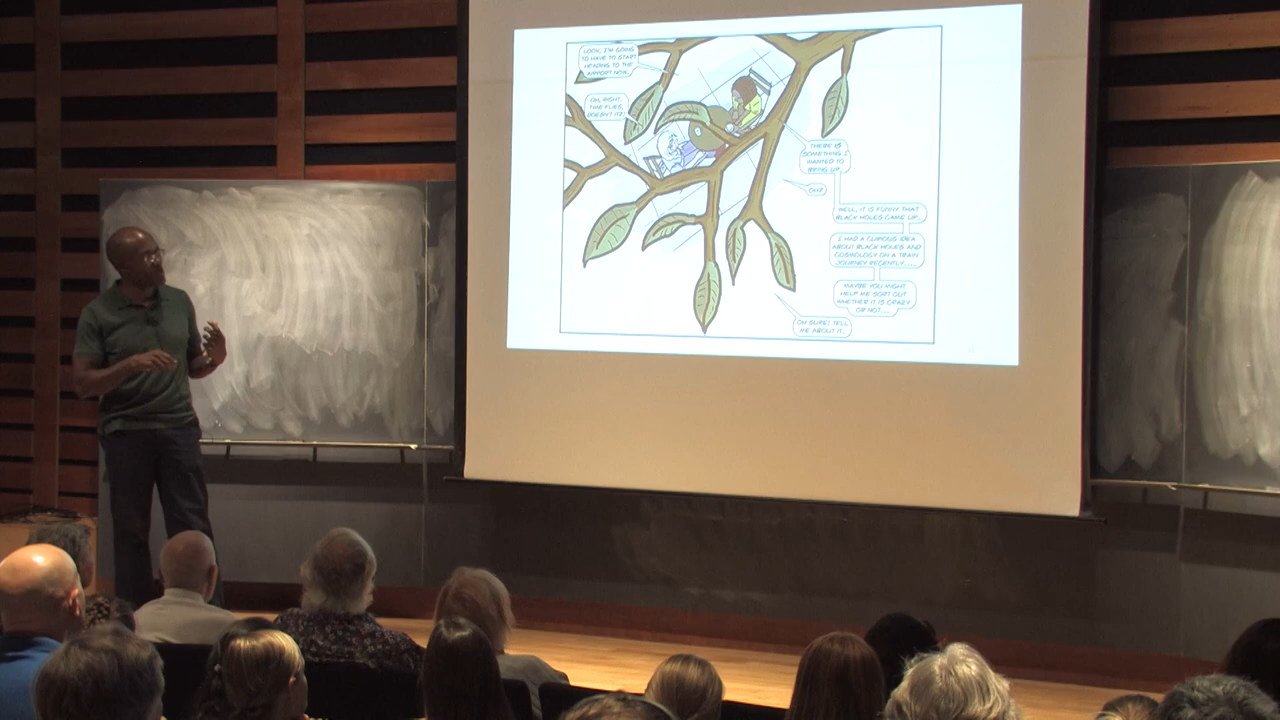 LOOK, I'M GOING
TO HAVE TO START
HEADING TO THE
AIRPORT NOW.
OH, RIGHT.
TIME FLIES,
DOESN'T IT!
THERE IS
SOMETHING I
WANTED TO
BRING UP.
OH?
WELL, IT IS FUNNY THAT
BLACK HOLES CAME UP.
I HAD A CURIOUS IDEA
ABOUT BLACK HOLES AND
COSMOLOGY ON A TRAIN
JOURNEY RECENTLY.....
MAYBE YOU MIGHT
HELP ME SORT OUT
WHETHER IT IS CRAZY
OR NOT....
OH SURE! TELL
ME ABOUT IT.